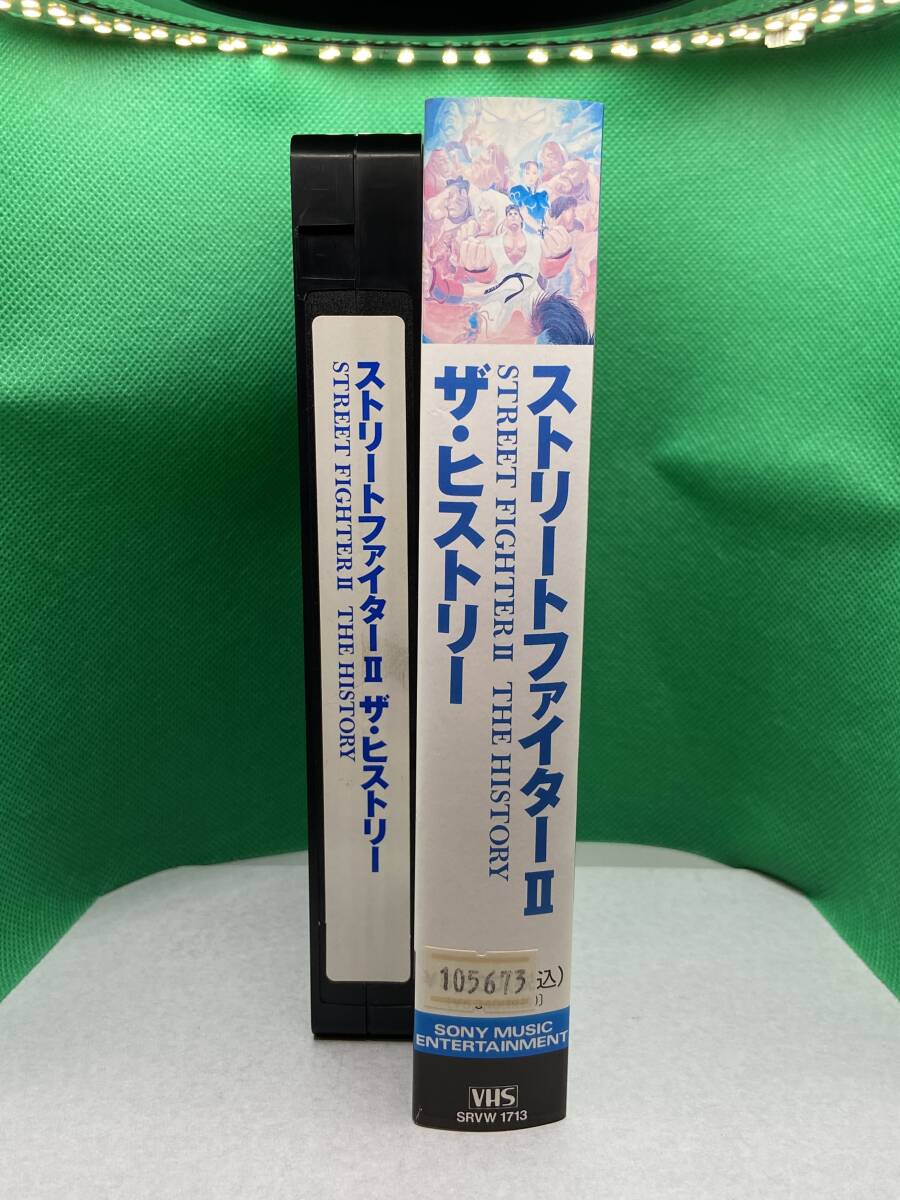 ストリートファイターII ザ・ヒストリー
STREET FIGHTER II THE HISTORY
ストリートファイターII
STREET FIGHTER II THE HISTORY
ザ・ヒストリー
105673
込)
SONY MUSIC
ENTERTAINMENT
VHS
SRVW 1713